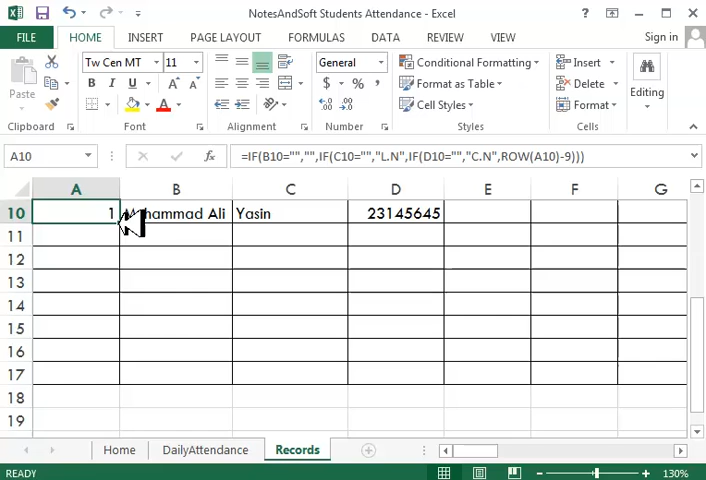 NotesAndSoft Students Attendance - Excel
FILE HOME INSERT PAGE LAYOUT FORMULAS DATA REVIEW VIEW Sign in
Tw Cen MT 11 General Conditional Formatting Insert
Paste B I U $ % , Format as Table Delete Editing
Cell Styles Format
Clipboard Font Alignment Number Styles Cells
A10 fx =IF(B10="","",IF(C10="","L.N",IF(D10="","C.N",ROW(A10)-9)))
A B C D E F G
10 1 Mohammad Ali Yasin 23145645
11
12
13
14
15
16
17
18
19
Home DailyAttendance Records
READY 130%